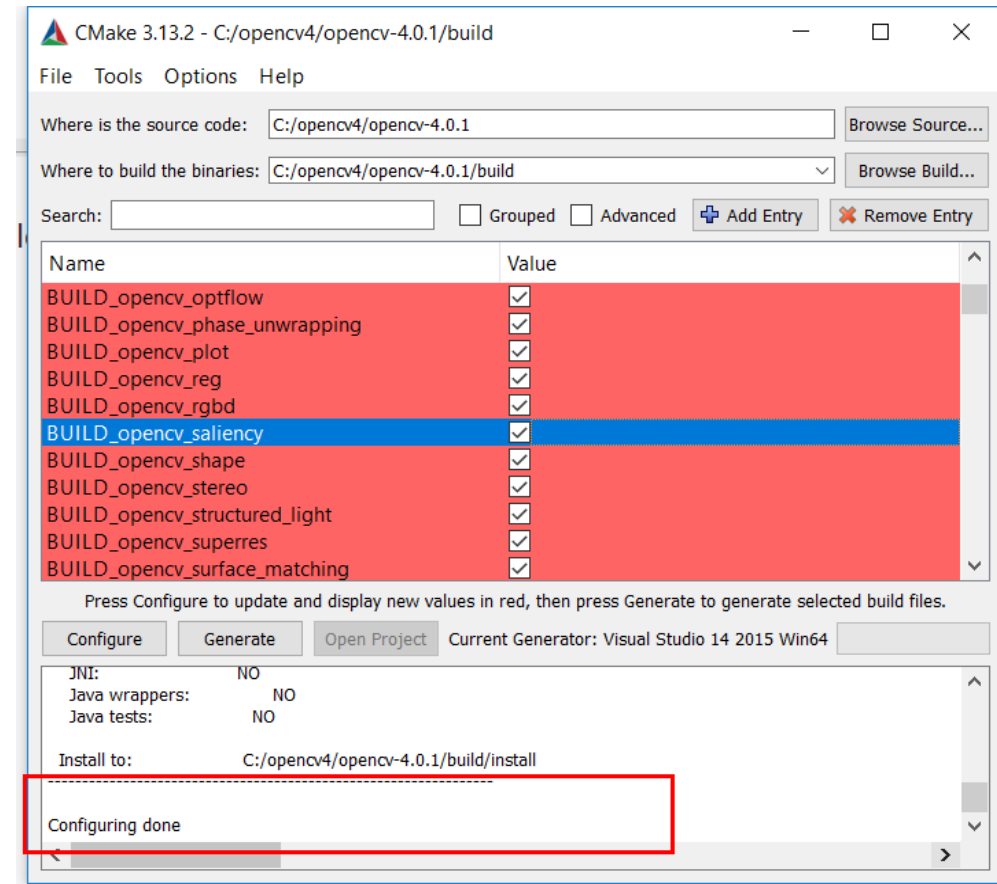 CMake 3.13.2 - C:/opencv4/opencv-4.0.1/build
File Tools Options Help
Where is the source code: C:/opencv4/opencv-4.0.1 Browse Source...
Where to build the binaries: C:/opencv4/opencv-4.0.1/build Browse Build...
Search: Grouped Advanced Add Entry Remove Entry
Name Value
BUILD_opencv_optflow
BUILD_opencv_phase_unwrapping
BUILD_opencv_plot
BUILD_opencv_reg
BUILD_opencv_rgbd
BUILD_opencv_saliency
BUILD_opencv_shape
BUILD_opencv_stereo
BUILD_opencv_structured_light
BUILD_opencv_superres
BUILD_opencv_surface_matching
Press Configure to update and display new values in red, then press Generate to generate selected build files.
Configure Generate Open Project Current Generator: Visual Studio 14 2015 Win64
JNI: NO
Java wrappers: NO
Java tests: NO
Install to: C:/opencv4/opencv-4.0.1/build/install
-----------------------------------------------------------------
Configuring done